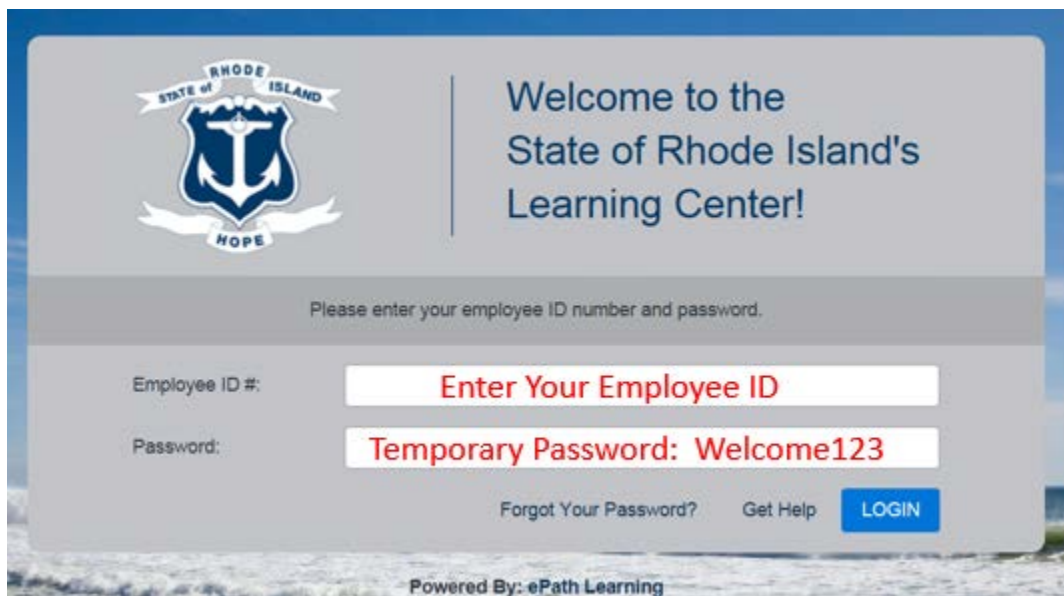 STATE of RHODE ISLAND
HOPE
Welcome to the
State of Rhode Island's
Learning Center!
Please enter your employee ID number and password.
Employee ID #:
Enter Your Employee ID
Password:
Temporary Password: Welcome123
Forgot Your Password? Get Help LOGIN
Powered By: ePath Learning